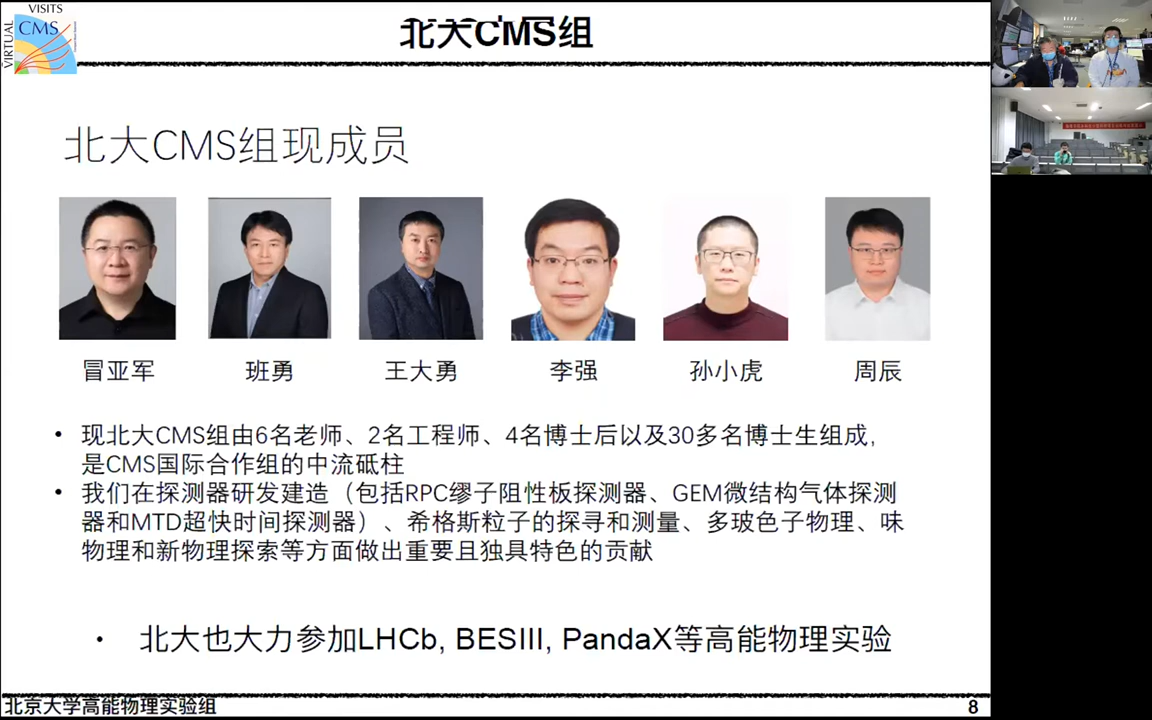 VISITS
VIRTUAL
CMS
北大CMS组
北大CMS组现成员
冒亚军
班勇
王大勇
李强
孙小虎
周辰
• 现北大CMS组由6名老师、2名工程师、4名博士后以及30多名博士生组成,
是CMS国际合作组的中流砥柱
• 我们在探测器研发建造（包括RPC缪子阻性板探测器、GEM微结构气体探测
器和MTD超快时间探测器）、希格斯粒子的探寻和测量、多玻色子物理、味
物理和新物理探索等方面做出重要且独具特色的贡献
• 北大也大力参加LHCb, BESIII, PandaX等高能物理实验
北京大学高能物理实验组
8